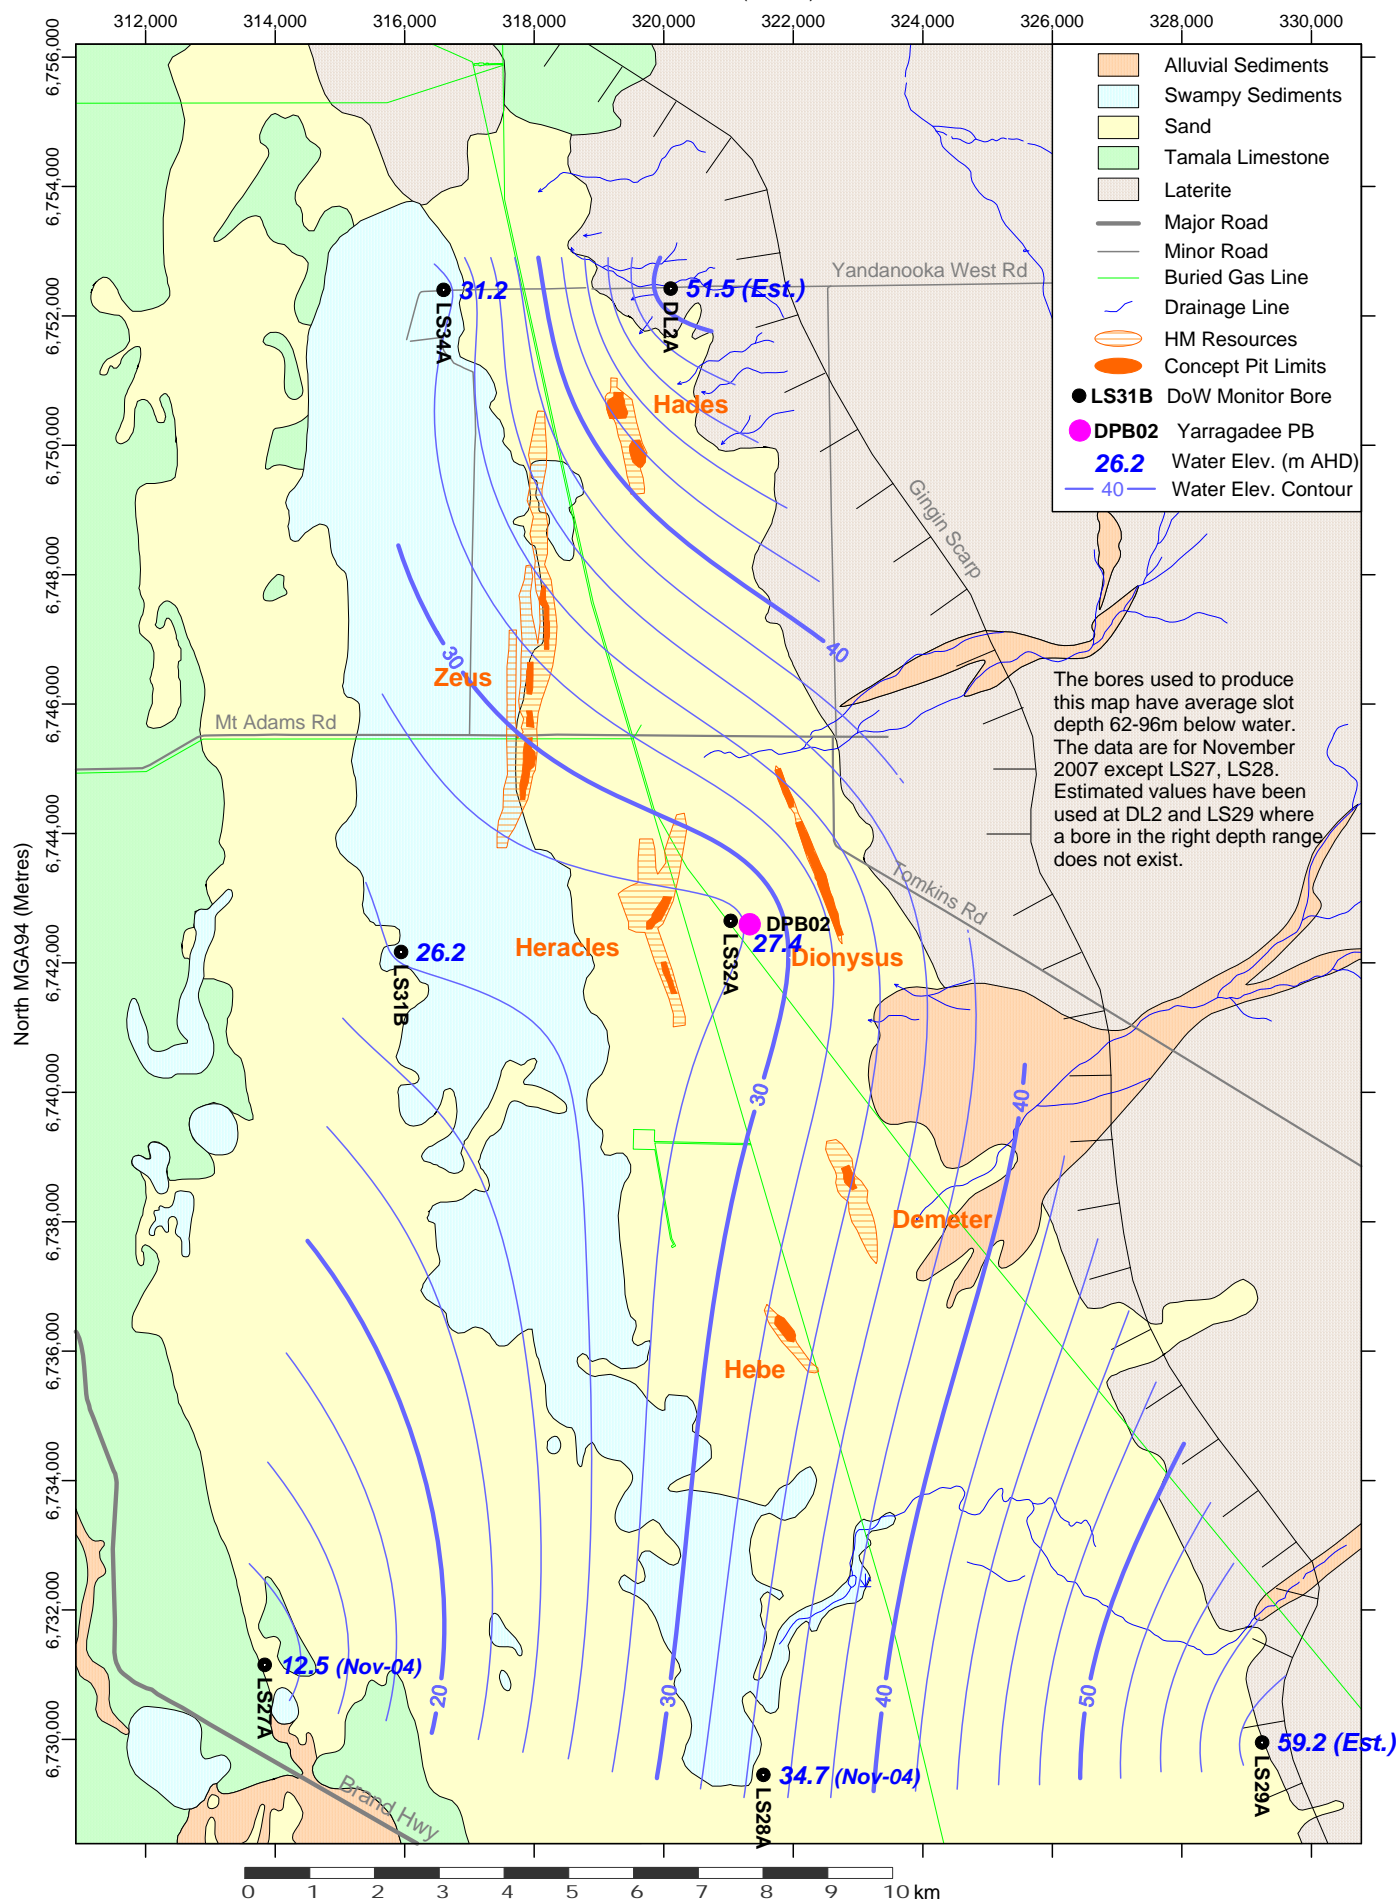 312,000
314,000
316,000
318,000
320,000
322,000
324,000
326,000
328,000
330,000
6,756,000
6,754,000
6,752,000
6,750,000
6,748,000
6,746,000
6,744,000
6,742,000
6,740,000
6,738,000
6,736,000
6,734,000
6,732,000
6,730,000
North MGA94 (Metres)
Alluvial Sediments
Swampy Sediments
Sand
Tamala Limestone
Laterite
Major Road
Minor Road
Buried Gas Line
Drainage Line
HM Resources
Concept Pit Limits
LS31B DoW Monitor Bore
DPB02 Yarragadee PB
26.2 Water Elev. (m AHD)
40 Water Elev. Contour
Yandanooka West Rd
31.2
LS34A
51.5 (Est.)
DL2A
Hades
Gingin Scarp
40
30
Zeus
Mt Adams Rd
The bores used to produce
this map have average slot
depth 62-96m below water.
The data are for November
2007 except LS27, LS28.
Estimated values have been
used at DL2 and LS29 where
a bore in the right depth range
does not exist.
Tomkins Rd
DPB02
27.4
LS32A
Dionysus
Heracles
26.2
LS31B
30
40
Demeter
Hebe
12.5 (Nov-04)
LS27A
20
30
40
50
59.2 (Est.)
LS29A
34.7 (Nov-04)
LS28A
Brand Hwy
0 1 2 3 4 5 6 7 8 9 10 km